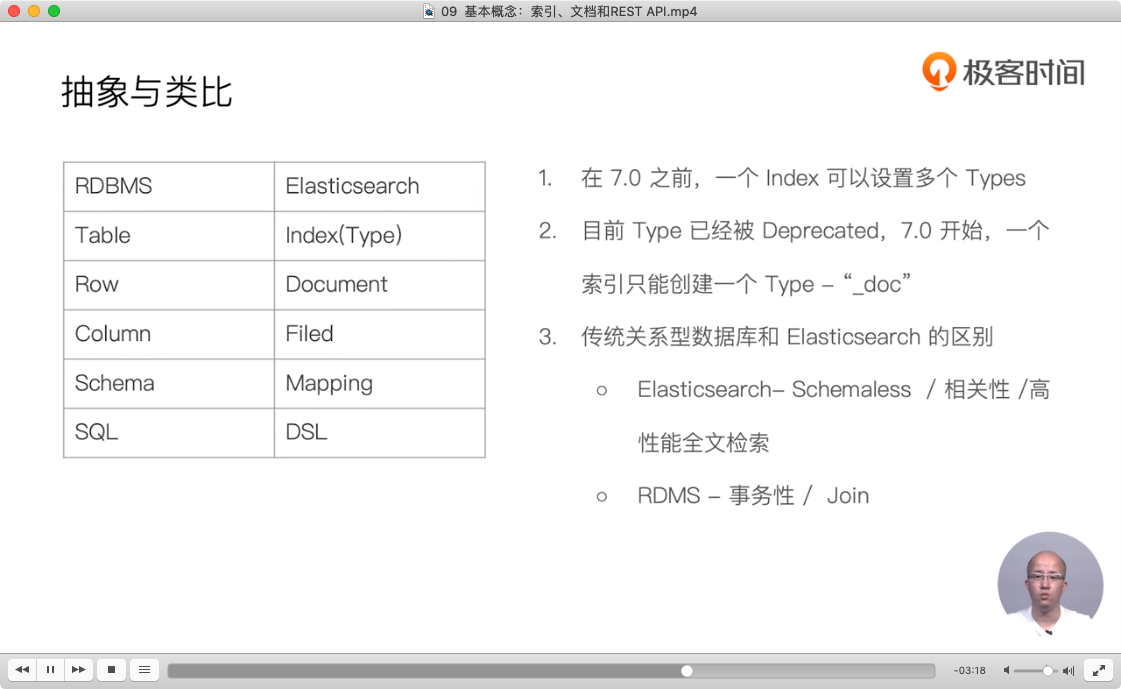 09 基本概念：索引、文档和REST API.mp4
极客时间
抽象与类比
RDBMS Elasticsearch
Table Index(Type)
Row Document
Column Filed
Schema Mapping
SQL DSL
1. 在 7.0 之前，一个 Index 可以设置多个 Types
2. 目前 Type 已经被 Deprecated，7.0 开始，一个
索引只能创建一个 Type - “_doc”
3. 传统关系型数据库和 Elasticsearch 的区别
Elasticsearch- Schemaless / 相关性 /高
性能全文检索
RDMS - 事务性 / Join
-03:18